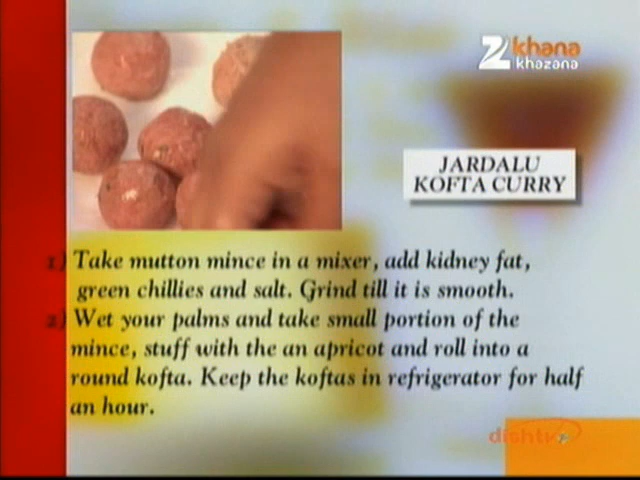 Z khana
khazana
JARDALU
KOFTA CURRY
1) Take mutton mince in a mixer, add kidney fat,
green chillies and salt. Grind till it is smooth.
2) Wet your palms and take small portion of the
mince, stuff with the an apricot and roll into a
round kofta. Keep the koftas in refrigerator for half
an hour.
dishtv